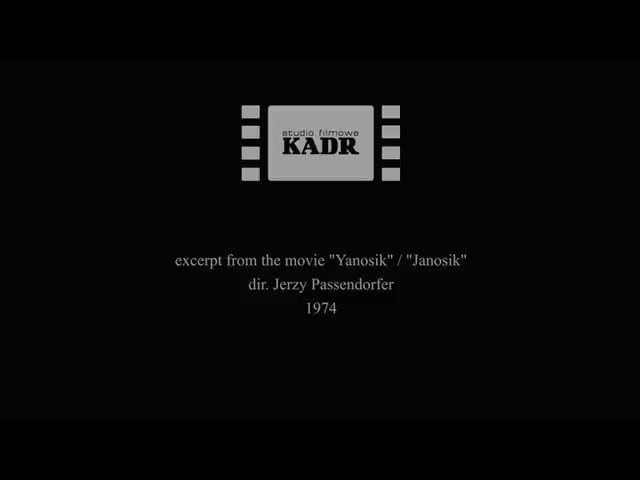 studio filmowe
KADR
excerpt from the movie "Yanosik" / "Janosik"
dir. Jerzy Passendorfer
1974